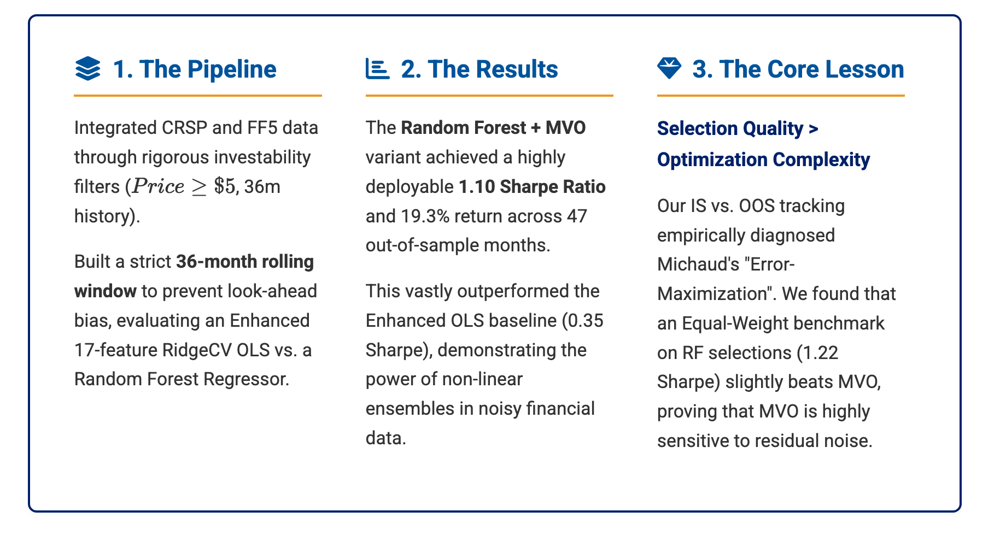 1. The Pipeline
Integrated CRSP and FF5 data
through rigorous investability
filters (Price ≥ $5, 36m
history).
Built a strict 36-month rolling
window to prevent look-ahead
bias, evaluating an Enhanced
17-feature RidgeCV OLS vs. a
Random Forest Regressor.
2. The Results
The Random Forest + MVO
variant achieved a highly
deployable 1.10 Sharpe Ratio
and 19.3% return across 47
out-of-sample months.
This vastly outperformed the
Enhanced OLS baseline (0.35
Sharpe), demonstrating the
power of non-linear
ensembles in noisy financial
data.
3. The Core Lesson
Selection Quality >
Optimization Complexity
Our IS vs. OOS tracking
empirically diagnosed
Michaud's "Error-
Maximization". We found that
an Equal-Weight benchmark
on RF selections (1.22
Sharpe) slightly beats MVO,
proving that MVO is highly
sensitive to residual noise.